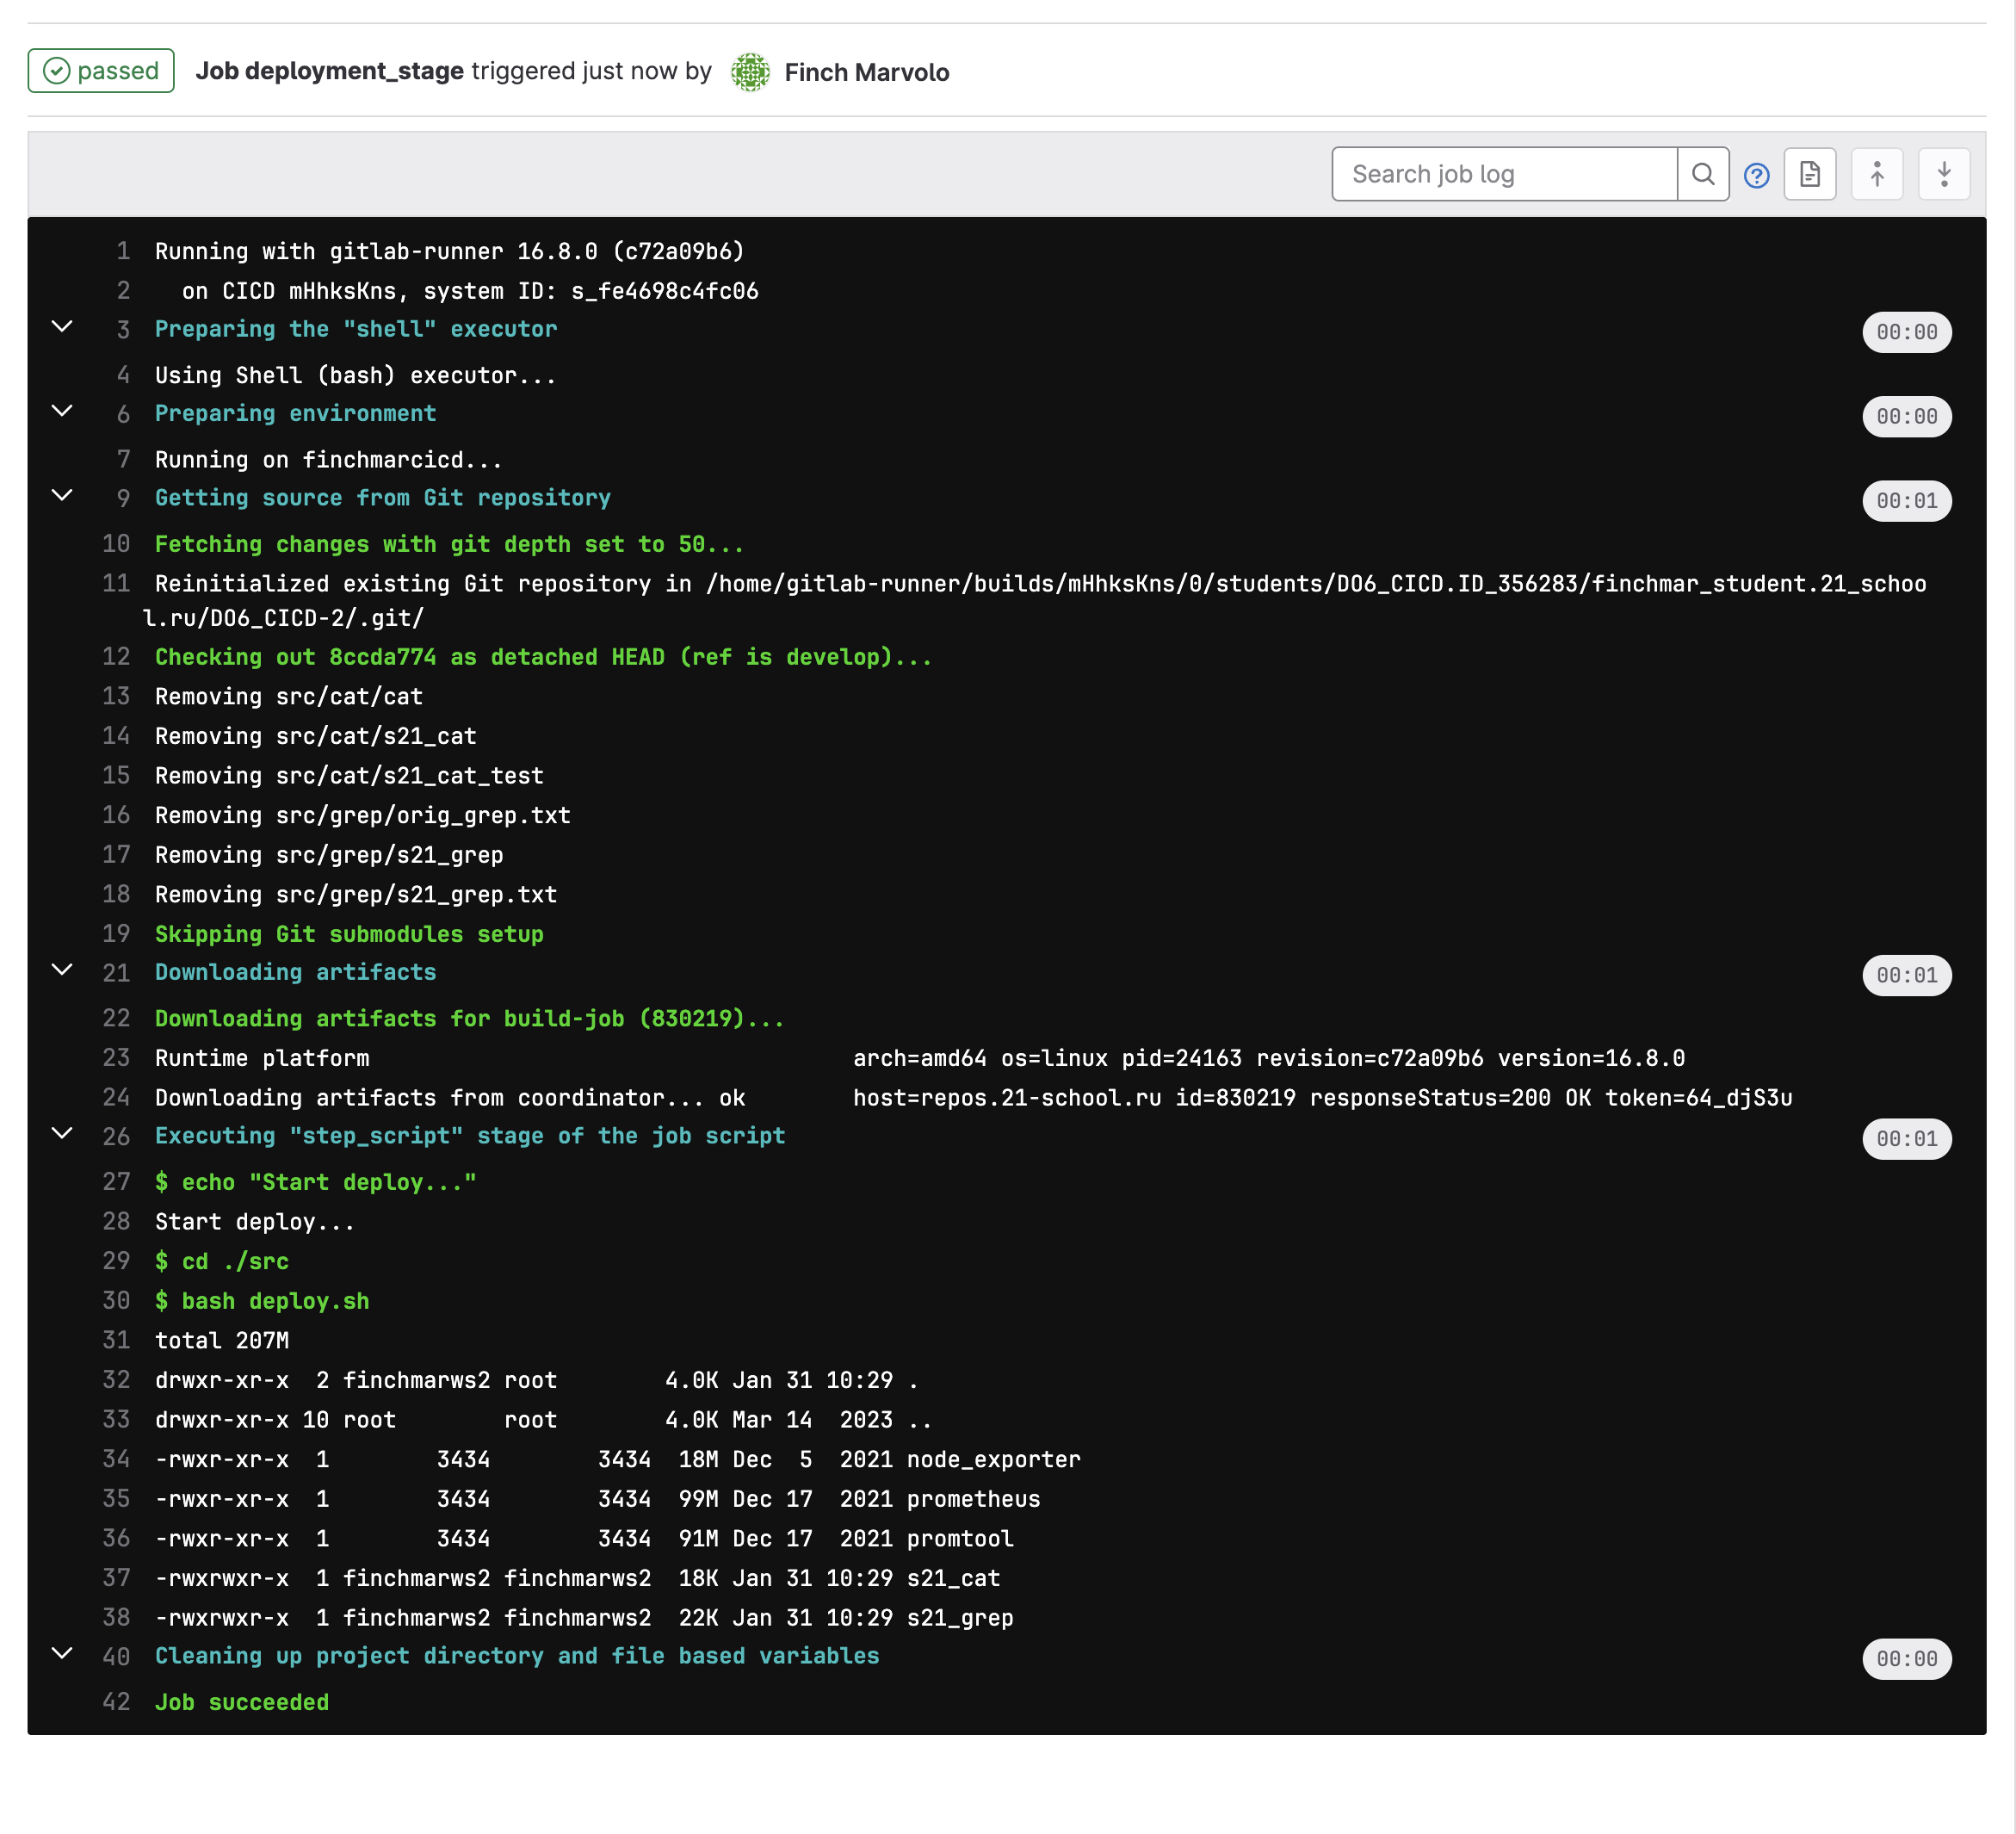 passed Job deployment_stage triggered just now by Finch Marvolo
Search job log
1 Running with gitlab-runner 16.8.0 (c72a09b6)
2 on CICD mHhksKns, system ID: s_fe4698c4fc06
3 Preparing the "shell" executor 00:00
4 Using Shell (bash) executor...
6 Preparing environment 00:00
7 Running on finchmarcicd...
9 Getting source from Git repository 00:01
10 Fetching changes with git depth set to 50...
11 Reinitialized existing Git repository in /home/gitlab-runner/builds/mHhksKns/0/students/DO6_CICD.ID_356283/finchmar_student.21_schoo
l.ru/DO6_CICD-2/.git/
12 Checking out 8ccda774 as detached HEAD (ref is develop)...
13 Removing src/cat/cat
14 Removing src/cat/s21_cat
15 Removing src/cat/s21_cat_test
16 Removing src/grep/orig_grep.txt
17 Removing src/grep/s21_grep
18 Removing src/grep/s21_grep.txt
19 Skipping Git submodules setup
21 Downloading artifacts 00:01
22 Downloading artifacts for build-job (830219)...
23 Runtime platform arch=amd64 os=linux pid=24163 revision=c72a09b6 version=16.8.0
24 Downloading artifacts from coordinator... ok host=repos.21-school.ru id=830219 responseStatus=200 OK token=64_djS3u
26 Executing "step_script" stage of the job script 00:01
27 $ echo "Start deploy..."
28 Start deploy...
29 $ cd ./src
30 $ bash deploy.sh
31 total 207M
32 drwxr-xr-x 2 finchmarws2 root 4.0K Jan 31 10:29 .
33 drwxr-xr-x 10 root root 4.0K Mar 14 2023 ..
34 -rwxr-xr-x 1 3434 3434 18M Dec 5 2021 node_exporter
35 -rwxr-xr-x 1 3434 3434 99M Dec 17 2021 prometheus
36 -rwxr-xr-x 1 3434 3434 91M Dec 17 2021 promtool
37 -rwxrwxr-x 1 finchmarws2 finchmarws2 18K Jan 31 10:29 s21_cat
38 -rwxrwxr-x 1 finchmarws2 finchmarws2 22K Jan 31 10:29 s21_grep
40 Cleaning up project directory and file based variables 00:00
42 Job succeeded